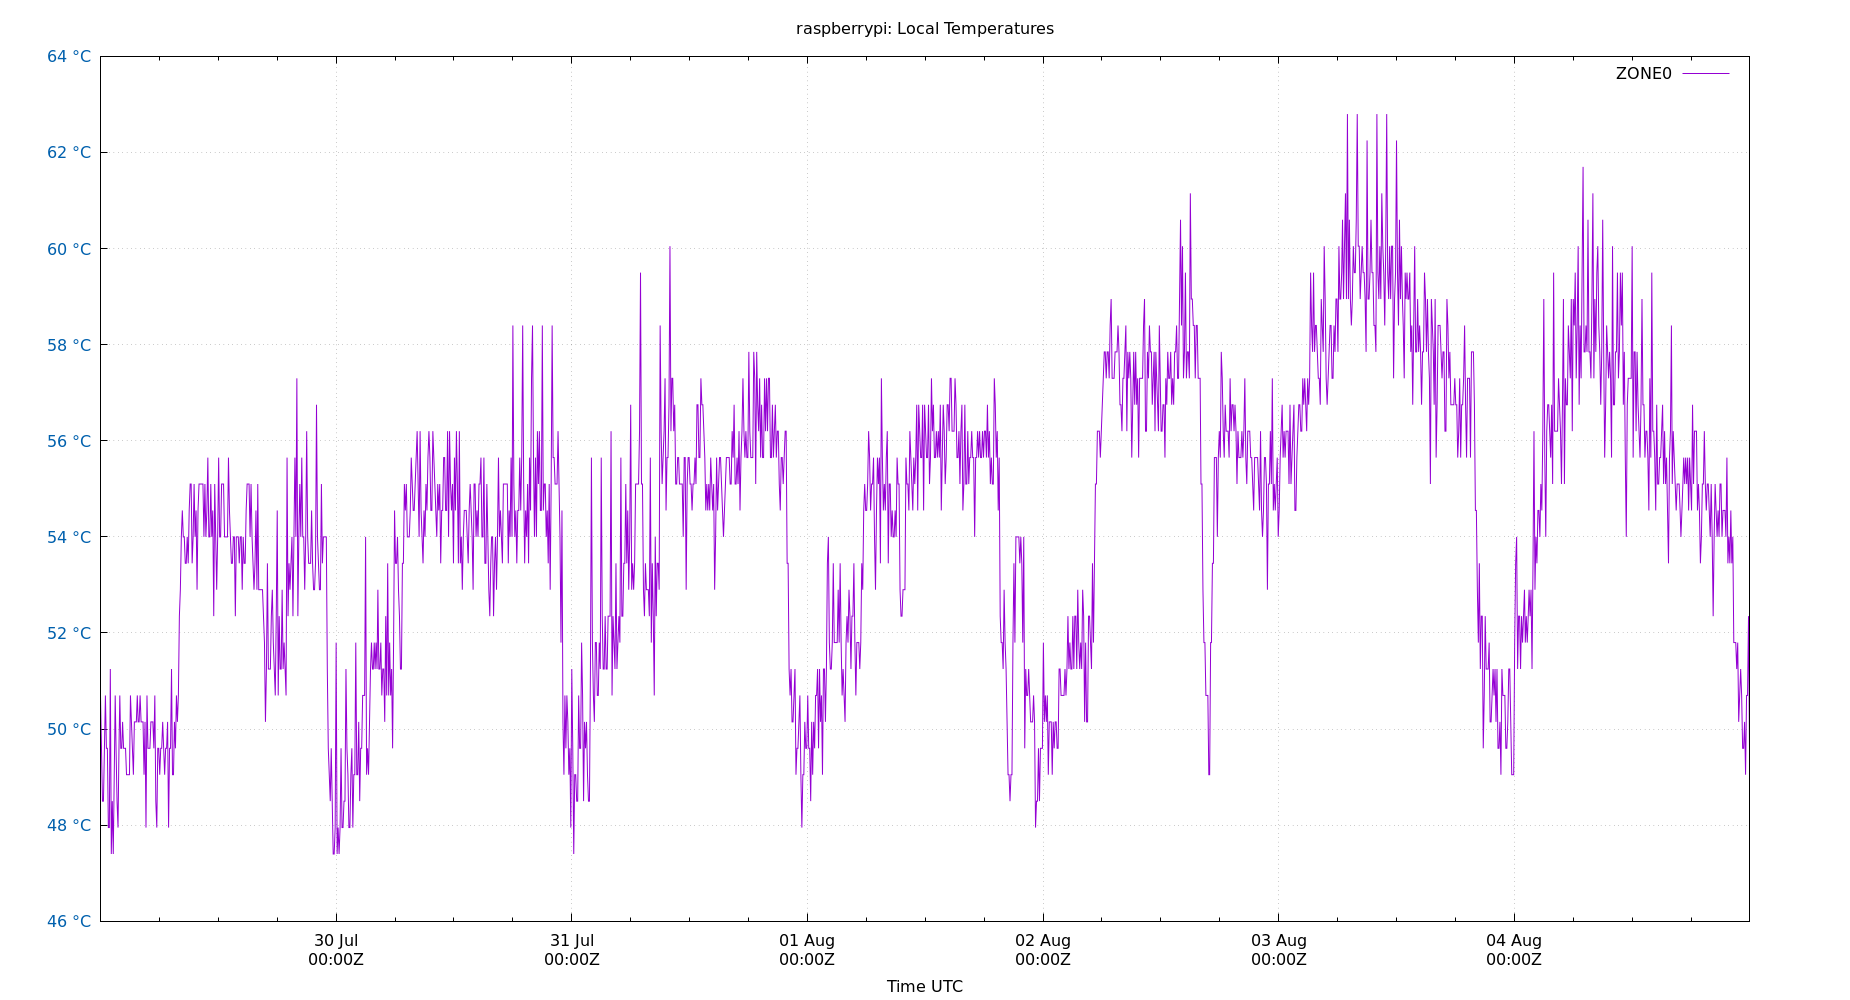 raspberrypi: Local Temperatures
64 °C
ZONE0
62 °C
60 °C
58 °C
56 °C
54 °C
52 °C
50 °C
48 °C
46 °C
30 Jul 31 Jul 01 Aug 02 Aug 03 Aug 04 Aug
00:00Z 00:00Z 00:00Z 00:00Z 00:00Z 00:00Z
Time UTC